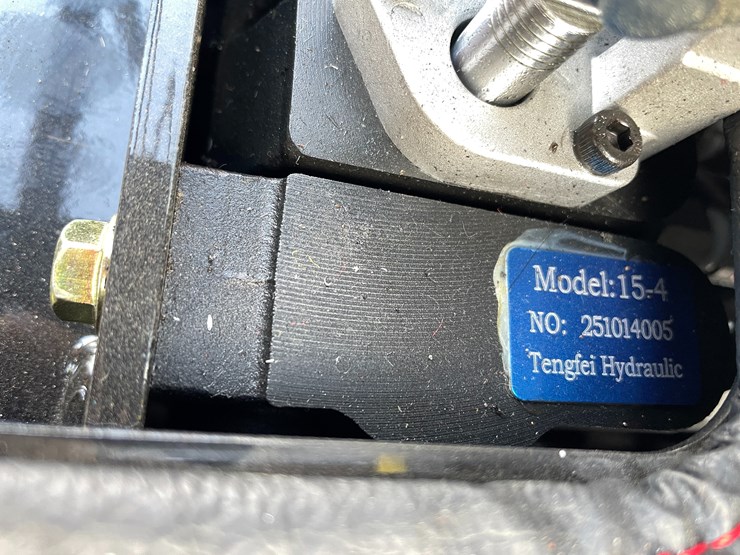 Model:15-4
NO: 251014005
Tengfei Hydraulic